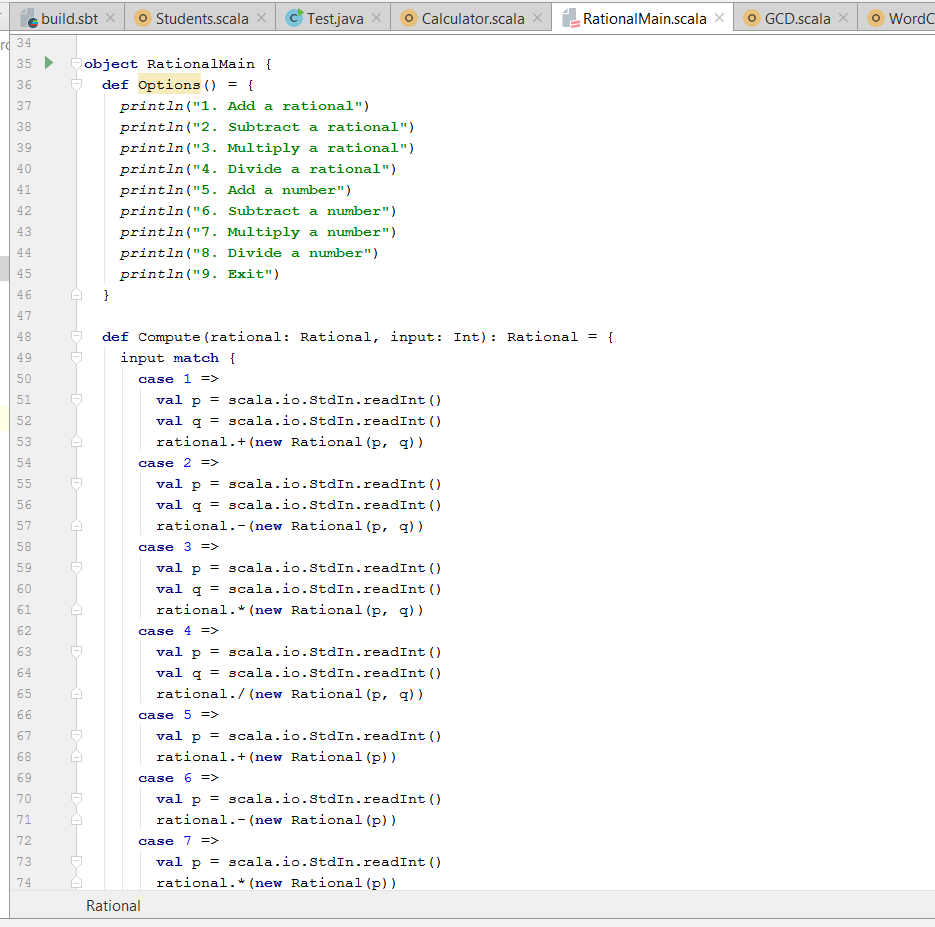 build.sbt Students.scala Test.java Calculator.scala RationalMain.scala GCD.scala WordC
34
35 object RationalMain {
36 def Options() = {
37 println("1. Add a rational")
38 println("2. Subtract a rational")
39 println("3. Multiply a rational")
40 println("4. Divide a rational")
41 println("5. Add a number")
42 println("6. Subtract a number")
43 println("7. Multiply a number")
44 println("8. Divide a number")
45 println("9. Exit")
46 }
47
48 def Compute(rational: Rational, input: Int): Rational = {
49 input match {
50 case 1 =>
51 val p = scala.io.StdIn.readInt()
52 val q = scala.io.StdIn.readInt()
53 rational.+(new Rational(p, q))
54 case 2 =>
55 val p = scala.io.StdIn.readInt()
56 val q = scala.io.StdIn.readInt()
57 rational.-(new Rational(p, q))
58 case 3 =>
59 val p = scala.io.StdIn.readInt()
60 val q = scala.io.StdIn.readInt()
61 rational.*(new Rational(p, q))
62 case 4 =>
63 val p = scala.io.StdIn.readInt()
64 val q = scala.io.StdIn.readInt()
65 rational./(new Rational(p, q))
66 case 5 =>
67 val p = scala.io.StdIn.readInt()
68 rational.+(new Rational(p))
69 case 6 =>
70 val p = scala.io.StdIn.readInt()
71 rational.-(new Rational(p))
72 case 7 =>
73 val p = scala.io.StdIn.readInt()
74 rational.*(new Rational(p))
Rational